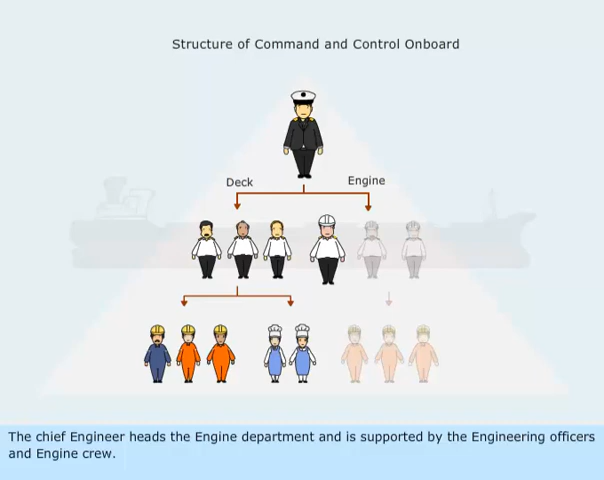 Structure of Command and Control Onboard
Deck
Engine
The chief Engineer heads the Engine department and is supported by the Engineering officers
and Engine crew.